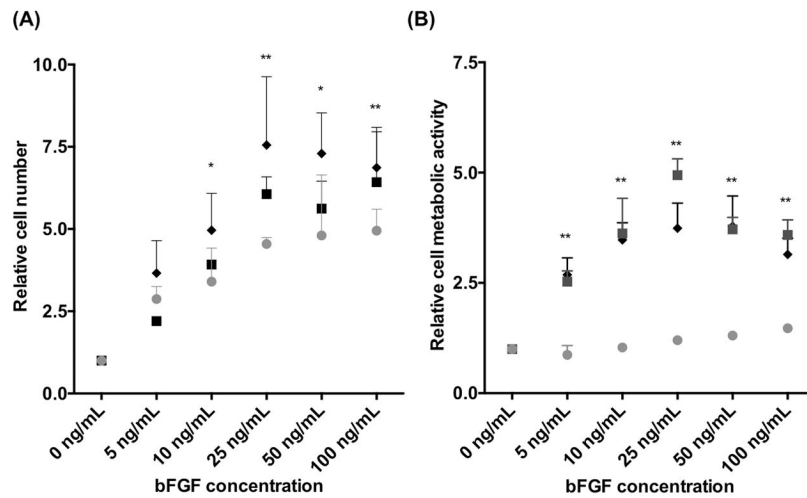 (A)
Relative cell number
10.0
7.5
5.0
2.5
0.0
*
**
*
**
0 ng/mL
5 ng/mL
10 ng/mL
25 ng/mL
50 ng/mL
100 ng/mL
bFGF concentration
(B)
Relative cell metabolic activity
7.5
5.0
2.5
0.0
**
**
**
**
**
0 ng/mL
5 ng/mL
10 ng/mL
25 ng/mL
50 ng/mL
100 ng/mL
bFGF concentration